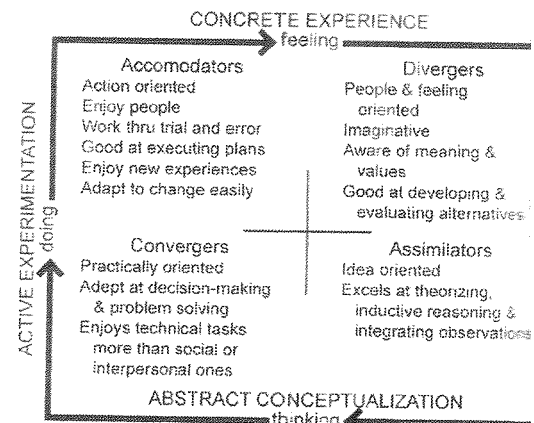 CONCRETE EXPERIENCE
feeling
Accomodators
Action oriented
Enjoy people
Work thru trial and error
Good at executing plans
Enjoy new experiences
Adapt to change easily
Divergers
People & feeling
oriented
Imaginative
Aware of meaning &
values
Good at developing &
evaluating alternatives
ACTIVE EXPERIMENTATION
doing
Convergers
Practically oriented
Adept at decision-making
& problem solving
Enjoys technical tasks
more than social or
interpersonal ones
Assimilators
Idea oriented
Excels at theorizing,
inductive reasoning &
integrating observations
ABSTRACT CONCEPTUALIZATION
thinking